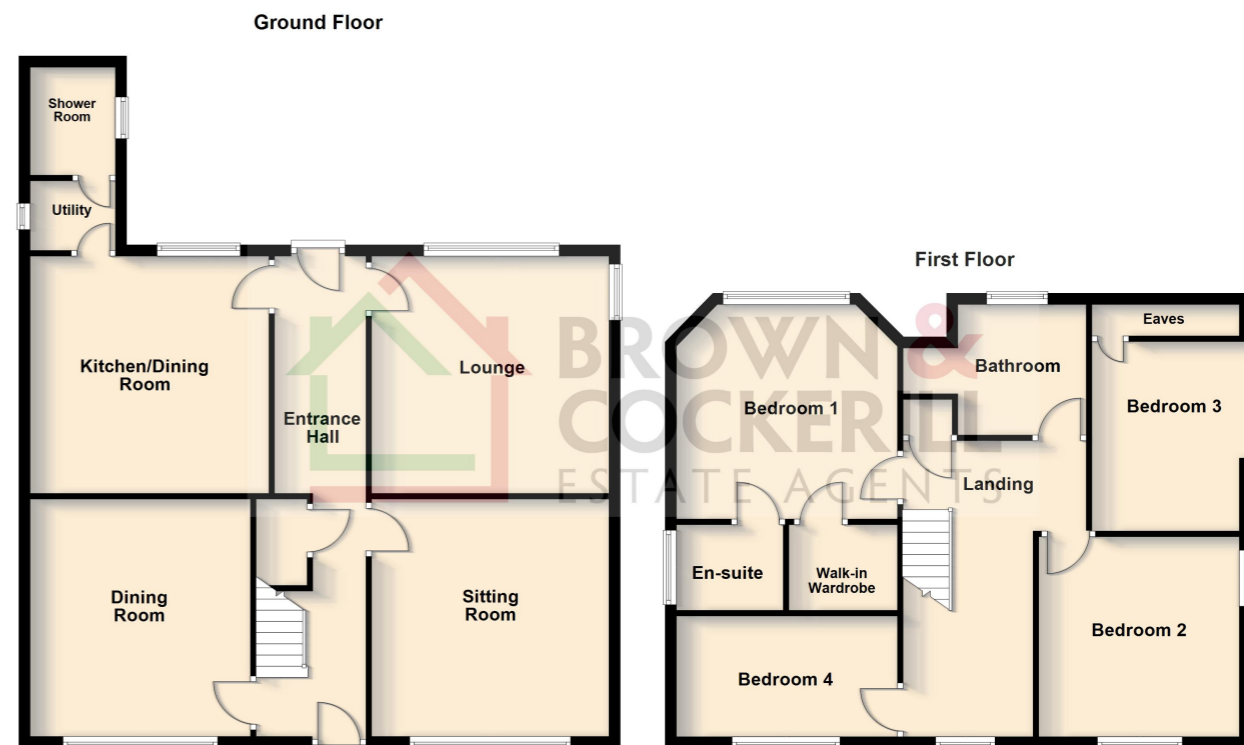 Ground Floor
Shower
Room
Utility
Kitchen/Dining
Room
Entrance
Hall
Lounge
Dining
Room
Sitting
Room
First Floor
Eaves
Bathroom
Bedroom 1
Bedroom 3
Landing
En-suite
Walk-in
Wardrobe
Bedroom 2
Bedroom 4
BROWN &
COCKERILL
ESTATE AGENTS